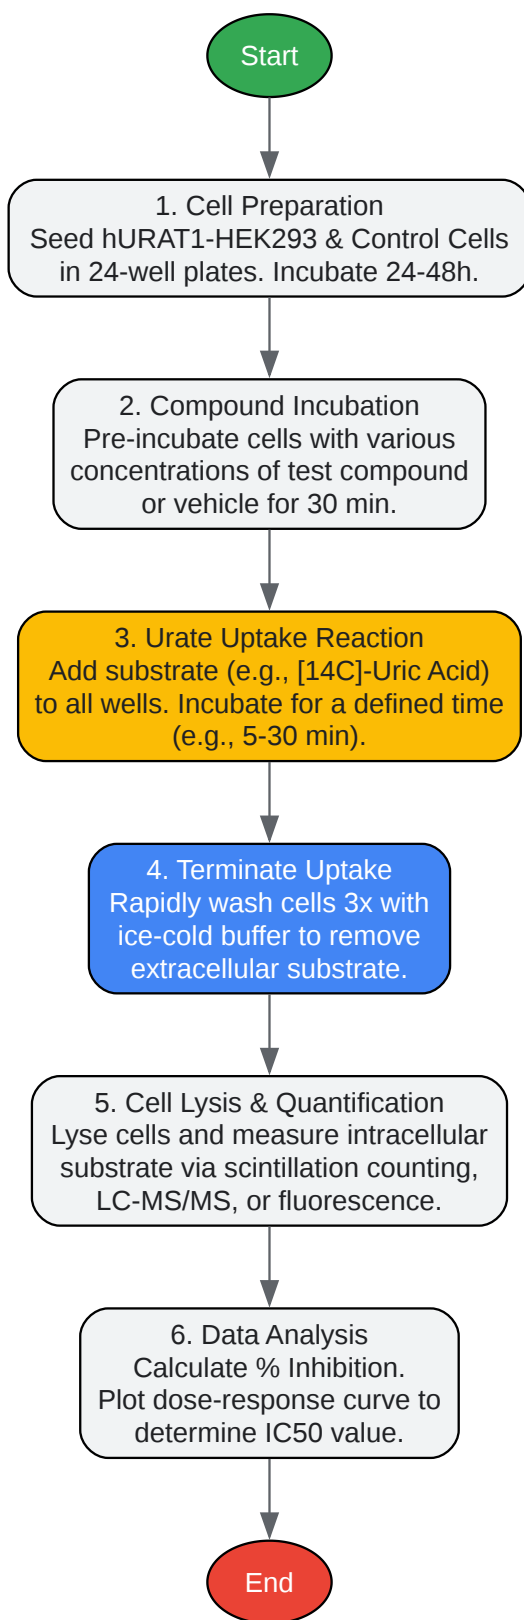 Start
1. Cell Preparation
Seed hURAT1-HEK293 & Control Cells
in 24-well plates. Incubate 24-48h.
2. Compound Incubation
Pre-incubate cells with various
concentrations of test compound
or vehicle for 30 min.
3. Urate Uptake Reaction
Add substrate (e.g., [14C]-Uric Acid)
to all wells. Incubate for a defined time
(e.g., 5-30 min).
4. Terminate Uptake
Rapidly wash cells 3x with
ice-cold buffer to remove
extracellular substrate.
5. Cell Lysis & Quantification
Lyse cells and measure intracellular
substrate via scintillation counting,
LC-MS/MS, or fluorescence.
6. Data Analysis
Calculate % Inhibition.
Plot dose-response curve to
determine IC50 value.
End